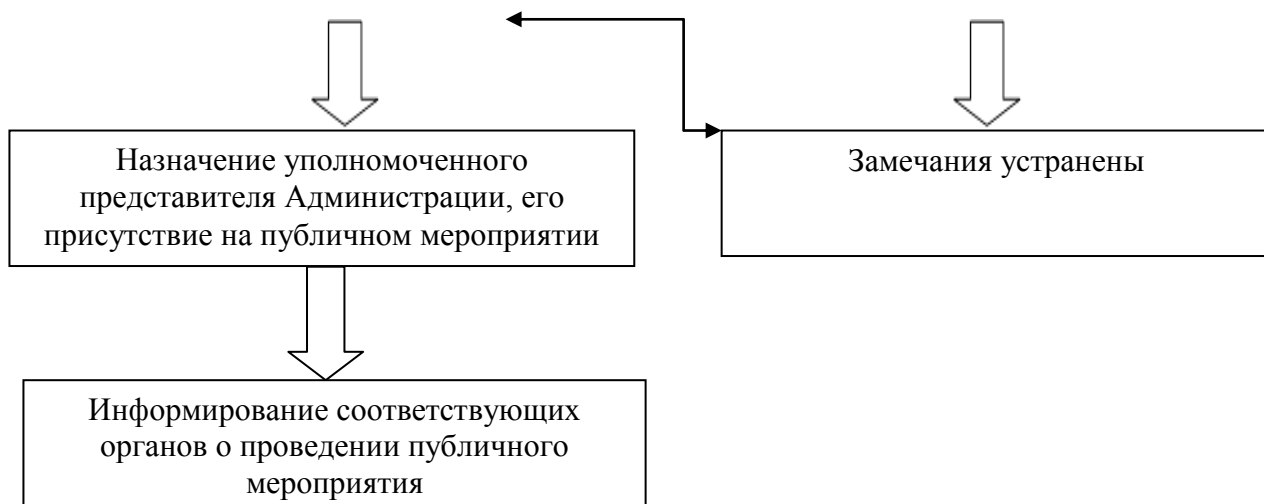 Назначение уполномоченного
представителя Администрации, его
присутствие на публичном мероприятии
Замечания устранены
Информирование соответствующих
органов о проведении публичного
мероприятия